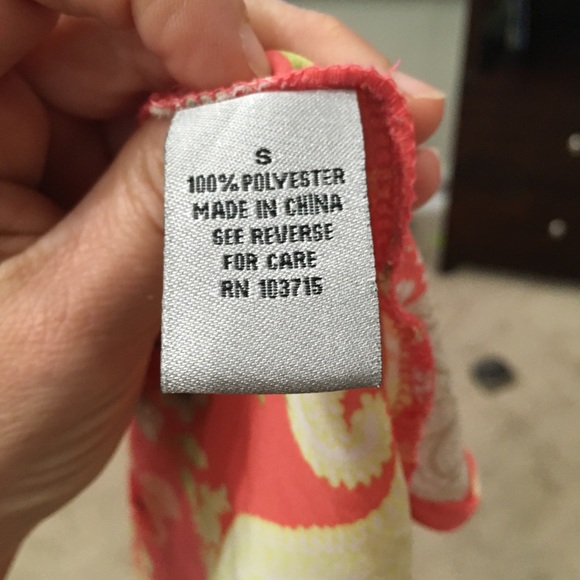 S
100% POLYESTER
MADE IN CHINA
SEE REVERSE
FOR CARE
RN 103715